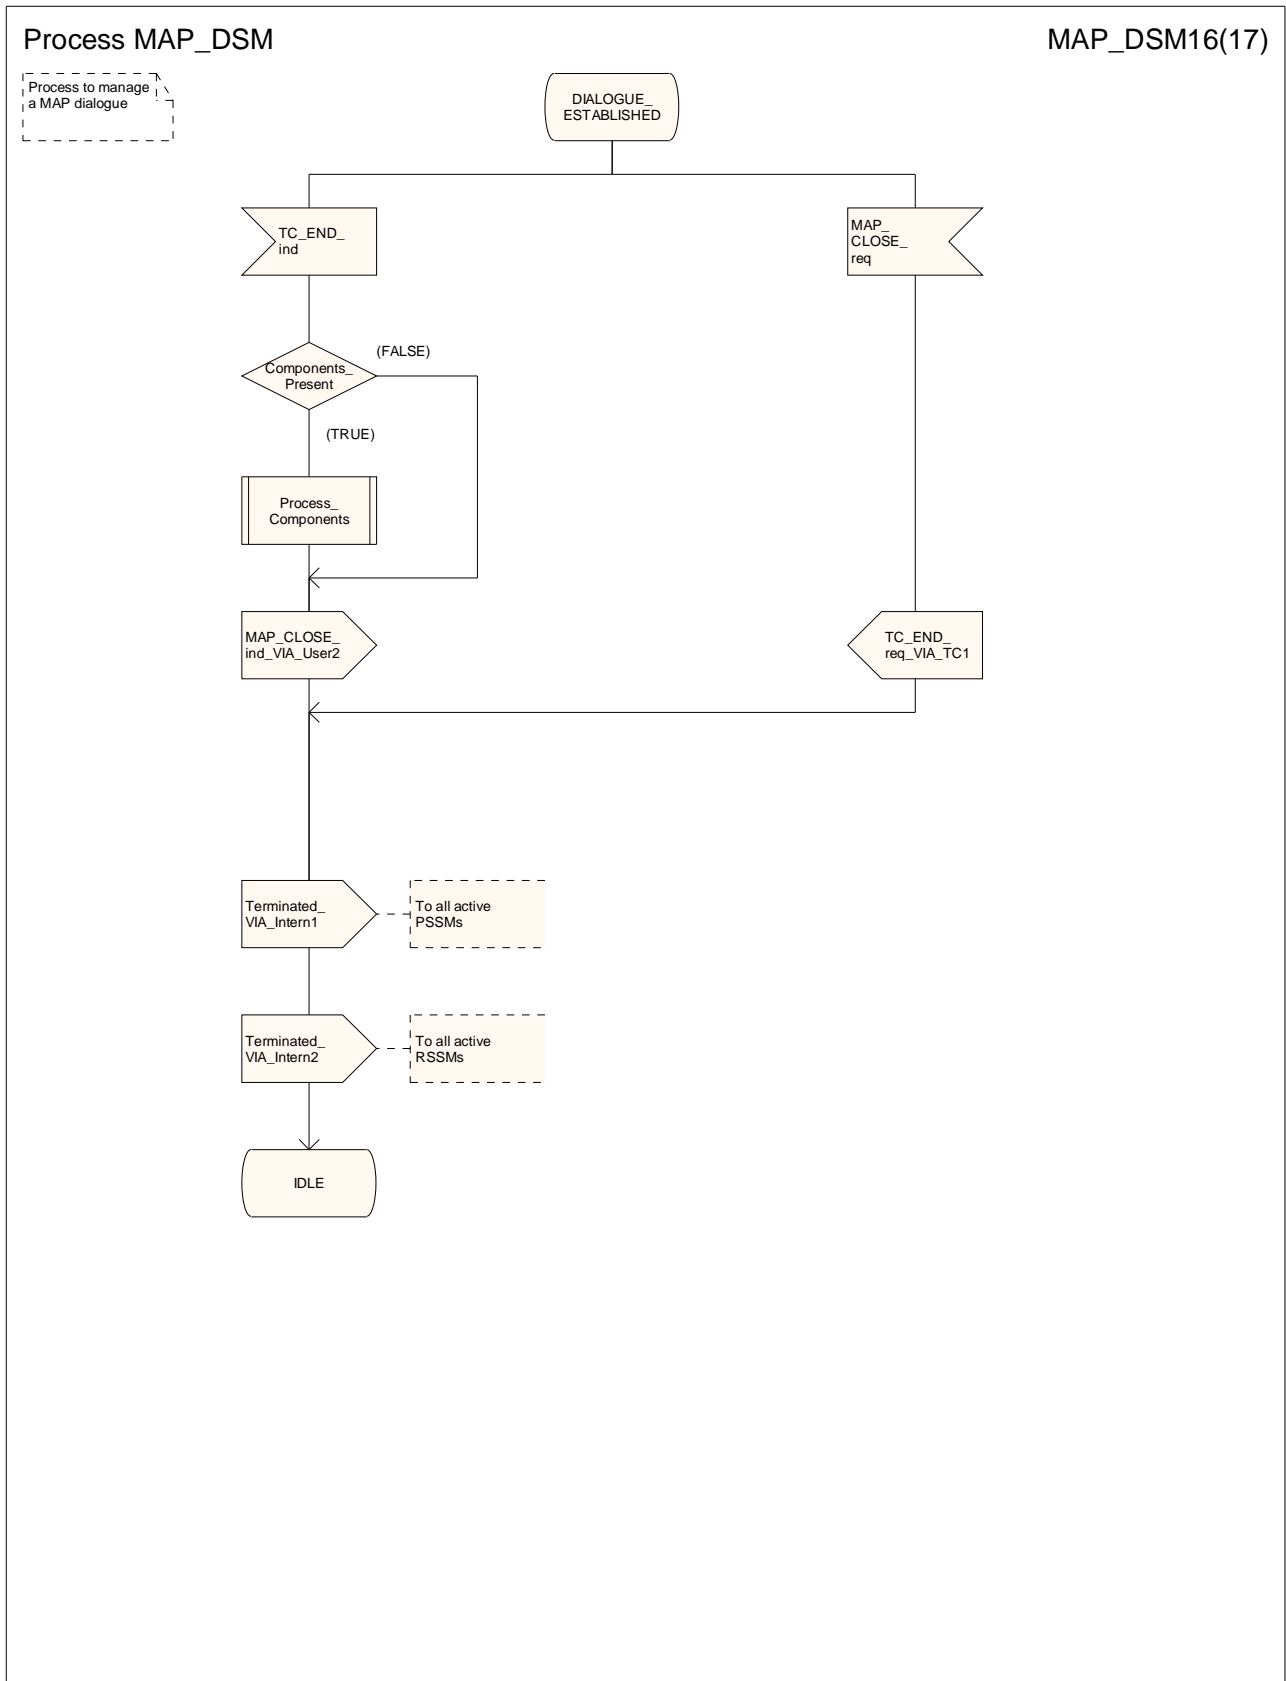 Process MAP_DSM
MAP_DSM16(17)
Process to manage
a MAP dialogue
DIALOGUE_
ESTABLISHED
TC_END_
ind
MAP_
CLOSE_
req
(FALSE)
Components_
Present
(TRUE)
Process_
Components
MAP_CLOSE_
ind_VIA_User2
TC_END_
req_VIA_TC1
Terminated_
VIA_Intern1
To all active
PSSMs
Terminated_
VIA_Intern2
To all active
RSSMs
IDLE